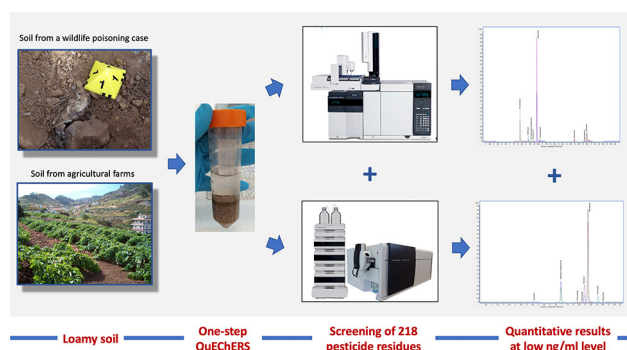 Soil from a wildlife poisoning case
Soil from agricultural farms
Loamy soil
One-step
QuEChERS
Screening of 218
pesticide residues
Quantitative results
at low ng/ml level